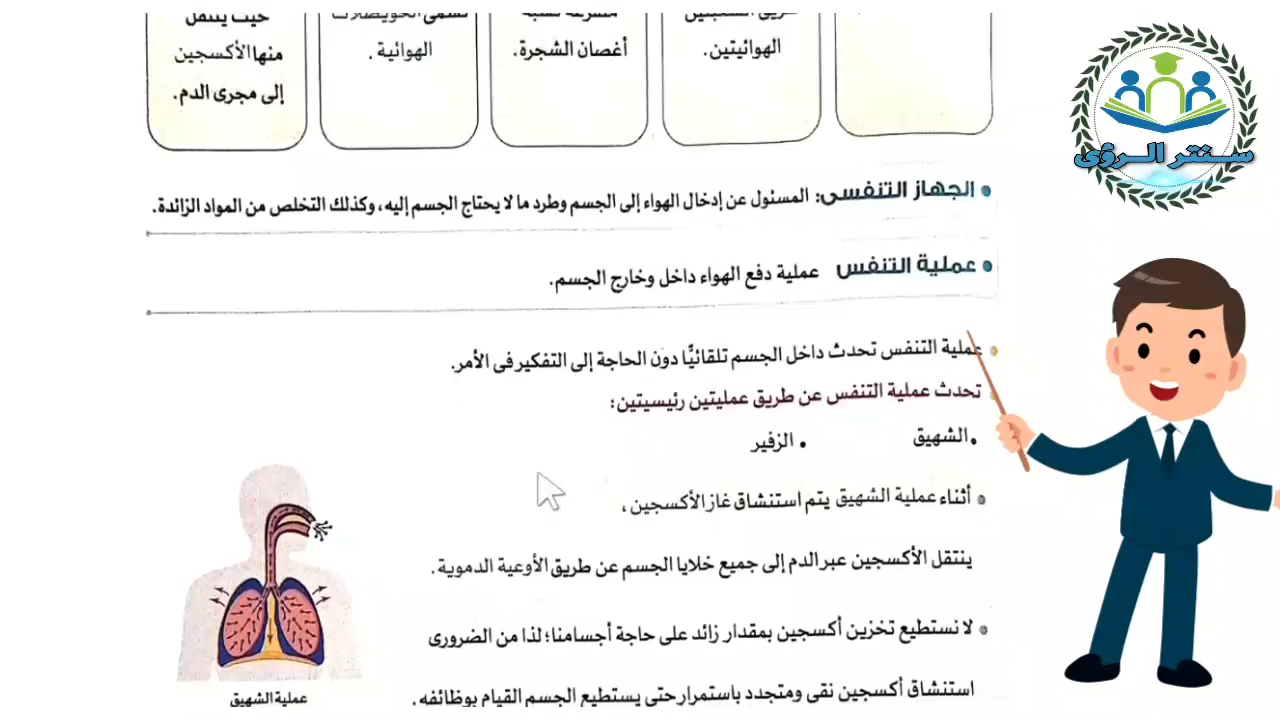 الهوائيتين.
أغصان الشجرة.
تسمى الحويصلات
الهوائية.
حيث ينتقل
منها الأكسجين
إلى مجرى الدم.
سنتر الرؤى
• الجهاز التنفسى: المسئول عن إدخال الهواء إلى الجسم وطرد ما لا يحتاج الجسم إليه، وكذلك التخلص من المواد الزائدة.
• عملية التنفس عملية دفع الهواء داخل وخارج الجسم.
• عملية التنفس تحدث داخل الجسم تلقائيًّا دون الحاجة إلى التفكير فى الأمر.
• تحدث عملية التنفس عن طريق عمليتين رئيسيتين:
• الشهيق • الزفير
• أثناء عملية الشهيق يتم استنشاق غاز الأكسجين،
ينتقل الأكسجين عبر الدم إلى جميع خلايا الجسم عن طريق الأوعية الدموية.
• لا نستطيع تخزين أكسجين بمقدار زائد على حاجة أجسامنا؛ لذا من الضرورى
استنشاق أكسجين نقى ومتجدد باستمرار حتى يستطيع الجسم القيام بوظائفه.
عملية الشهيق